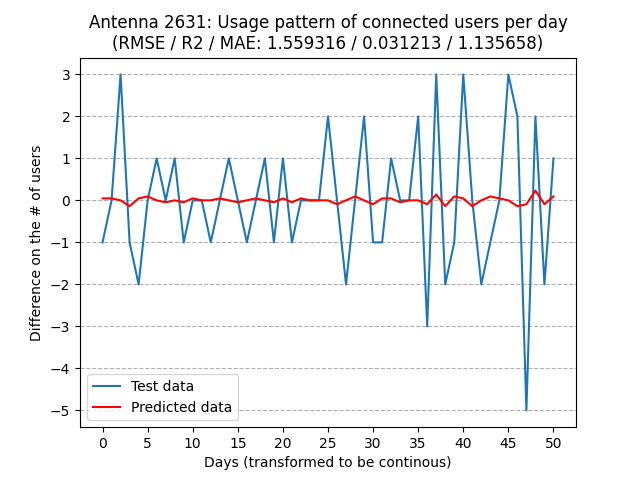 Antenna 2631: Usage pattern of connected users per day
(RMSE / R2 / MAE: 1.559316 / 0.031213 / 1.135658)
Difference on the # of users
3
2
1
0
−1
−2
−3
−4
−5
Test data
Predicted data
0 5 10 15 20 25 30 35 40 45 50
Days (transformed to be continous)